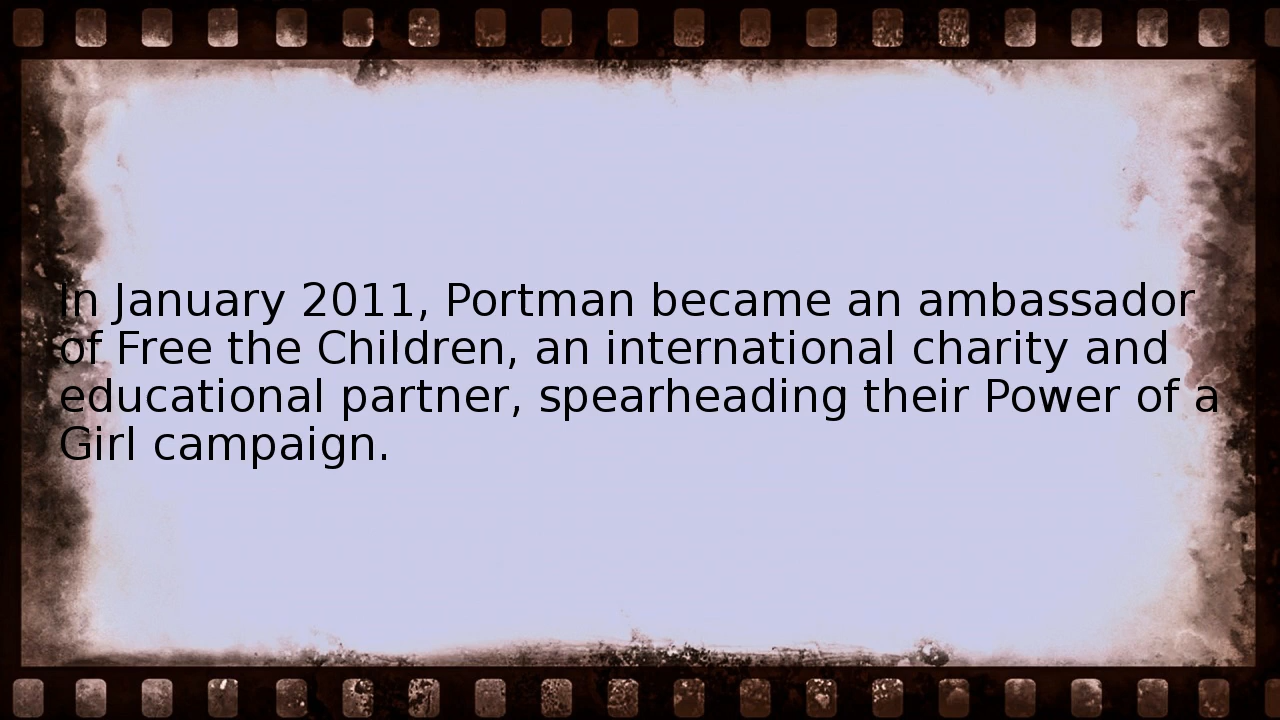 In January 2011, Portman became an ambassador
of Free the Children, an international charity and
educational partner, spearheading their Power of a
Girl campaign.